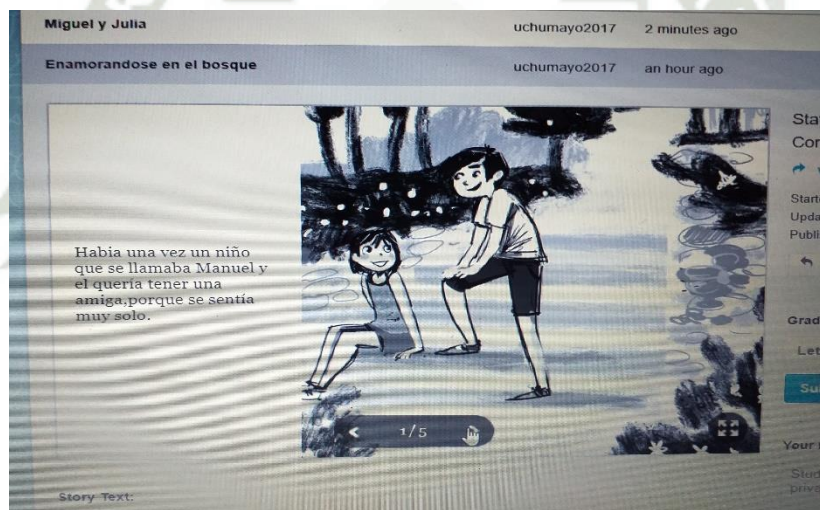 Miguel y Julia uchumayo2017 2 minutes ago
Enamorandose en el bosque uchumayo2017 an hour ago
Habia una vez un niño
que se llamaba Manuel y
el quería tener una
amiga,porque se sentía
muy solo.
1/5
Story Text:
Your